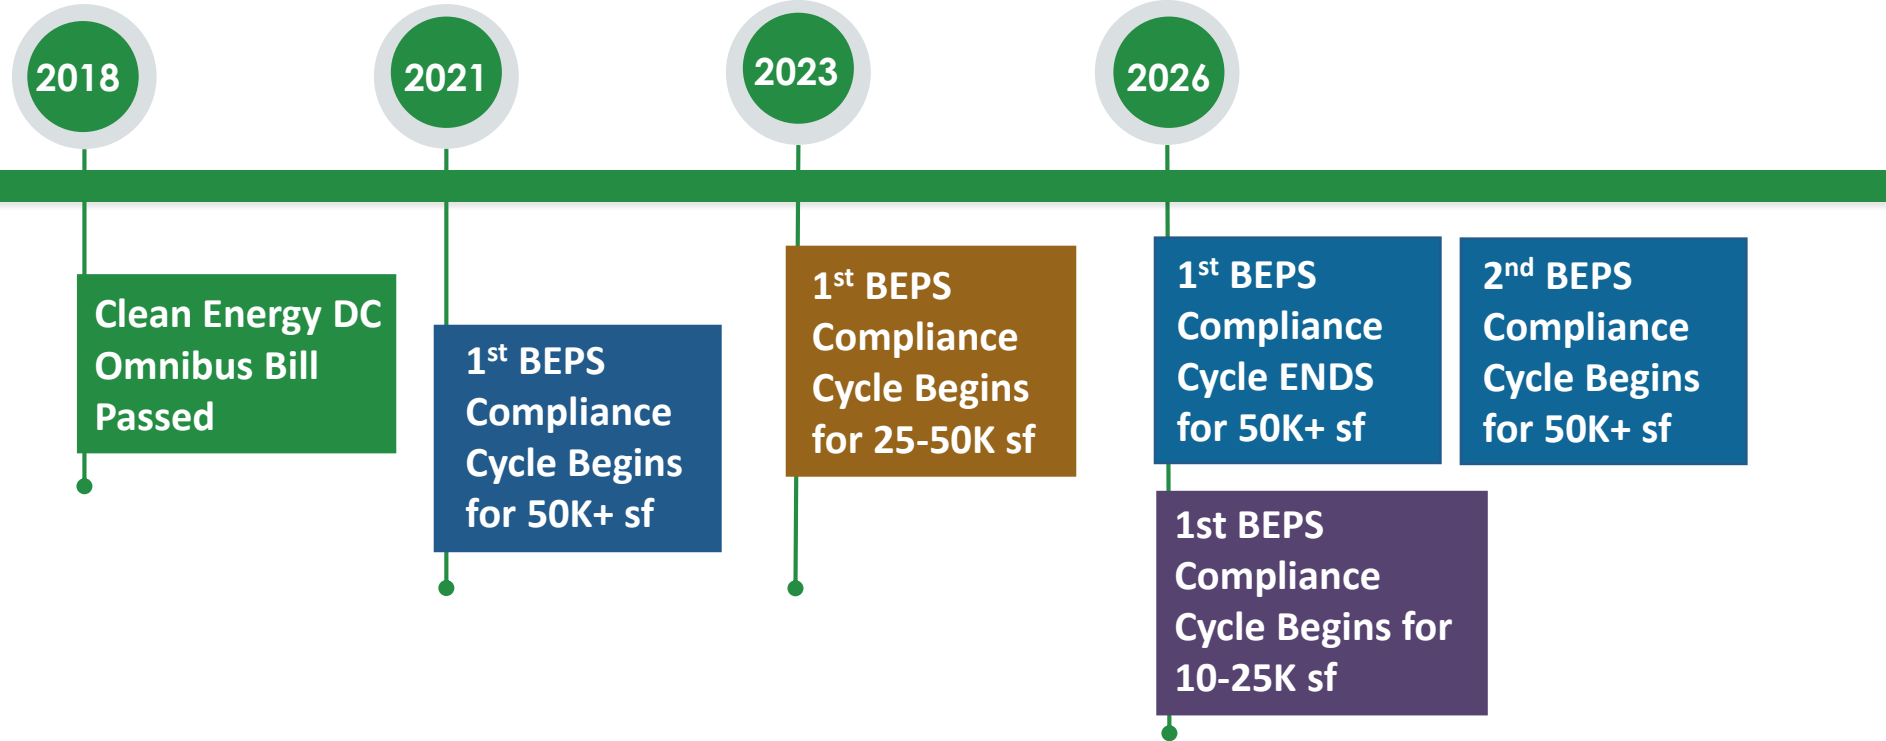 2018
2021
2023
2026
Clean Energy DC
Omnibus Bill
Passed
1st BEPS
Compliance
Cycle Begins
for 50K+ sf
1st BEPS
Compliance
Cycle Begins
for 25-50K sf
1st BEPS
Compliance
Cycle ENDS
for 50K+ sf
2nd BEPS
Compliance
Cycle Begins
for 50K+ sf
1st BEPS
Compliance
Cycle Begins for
10-25K sf